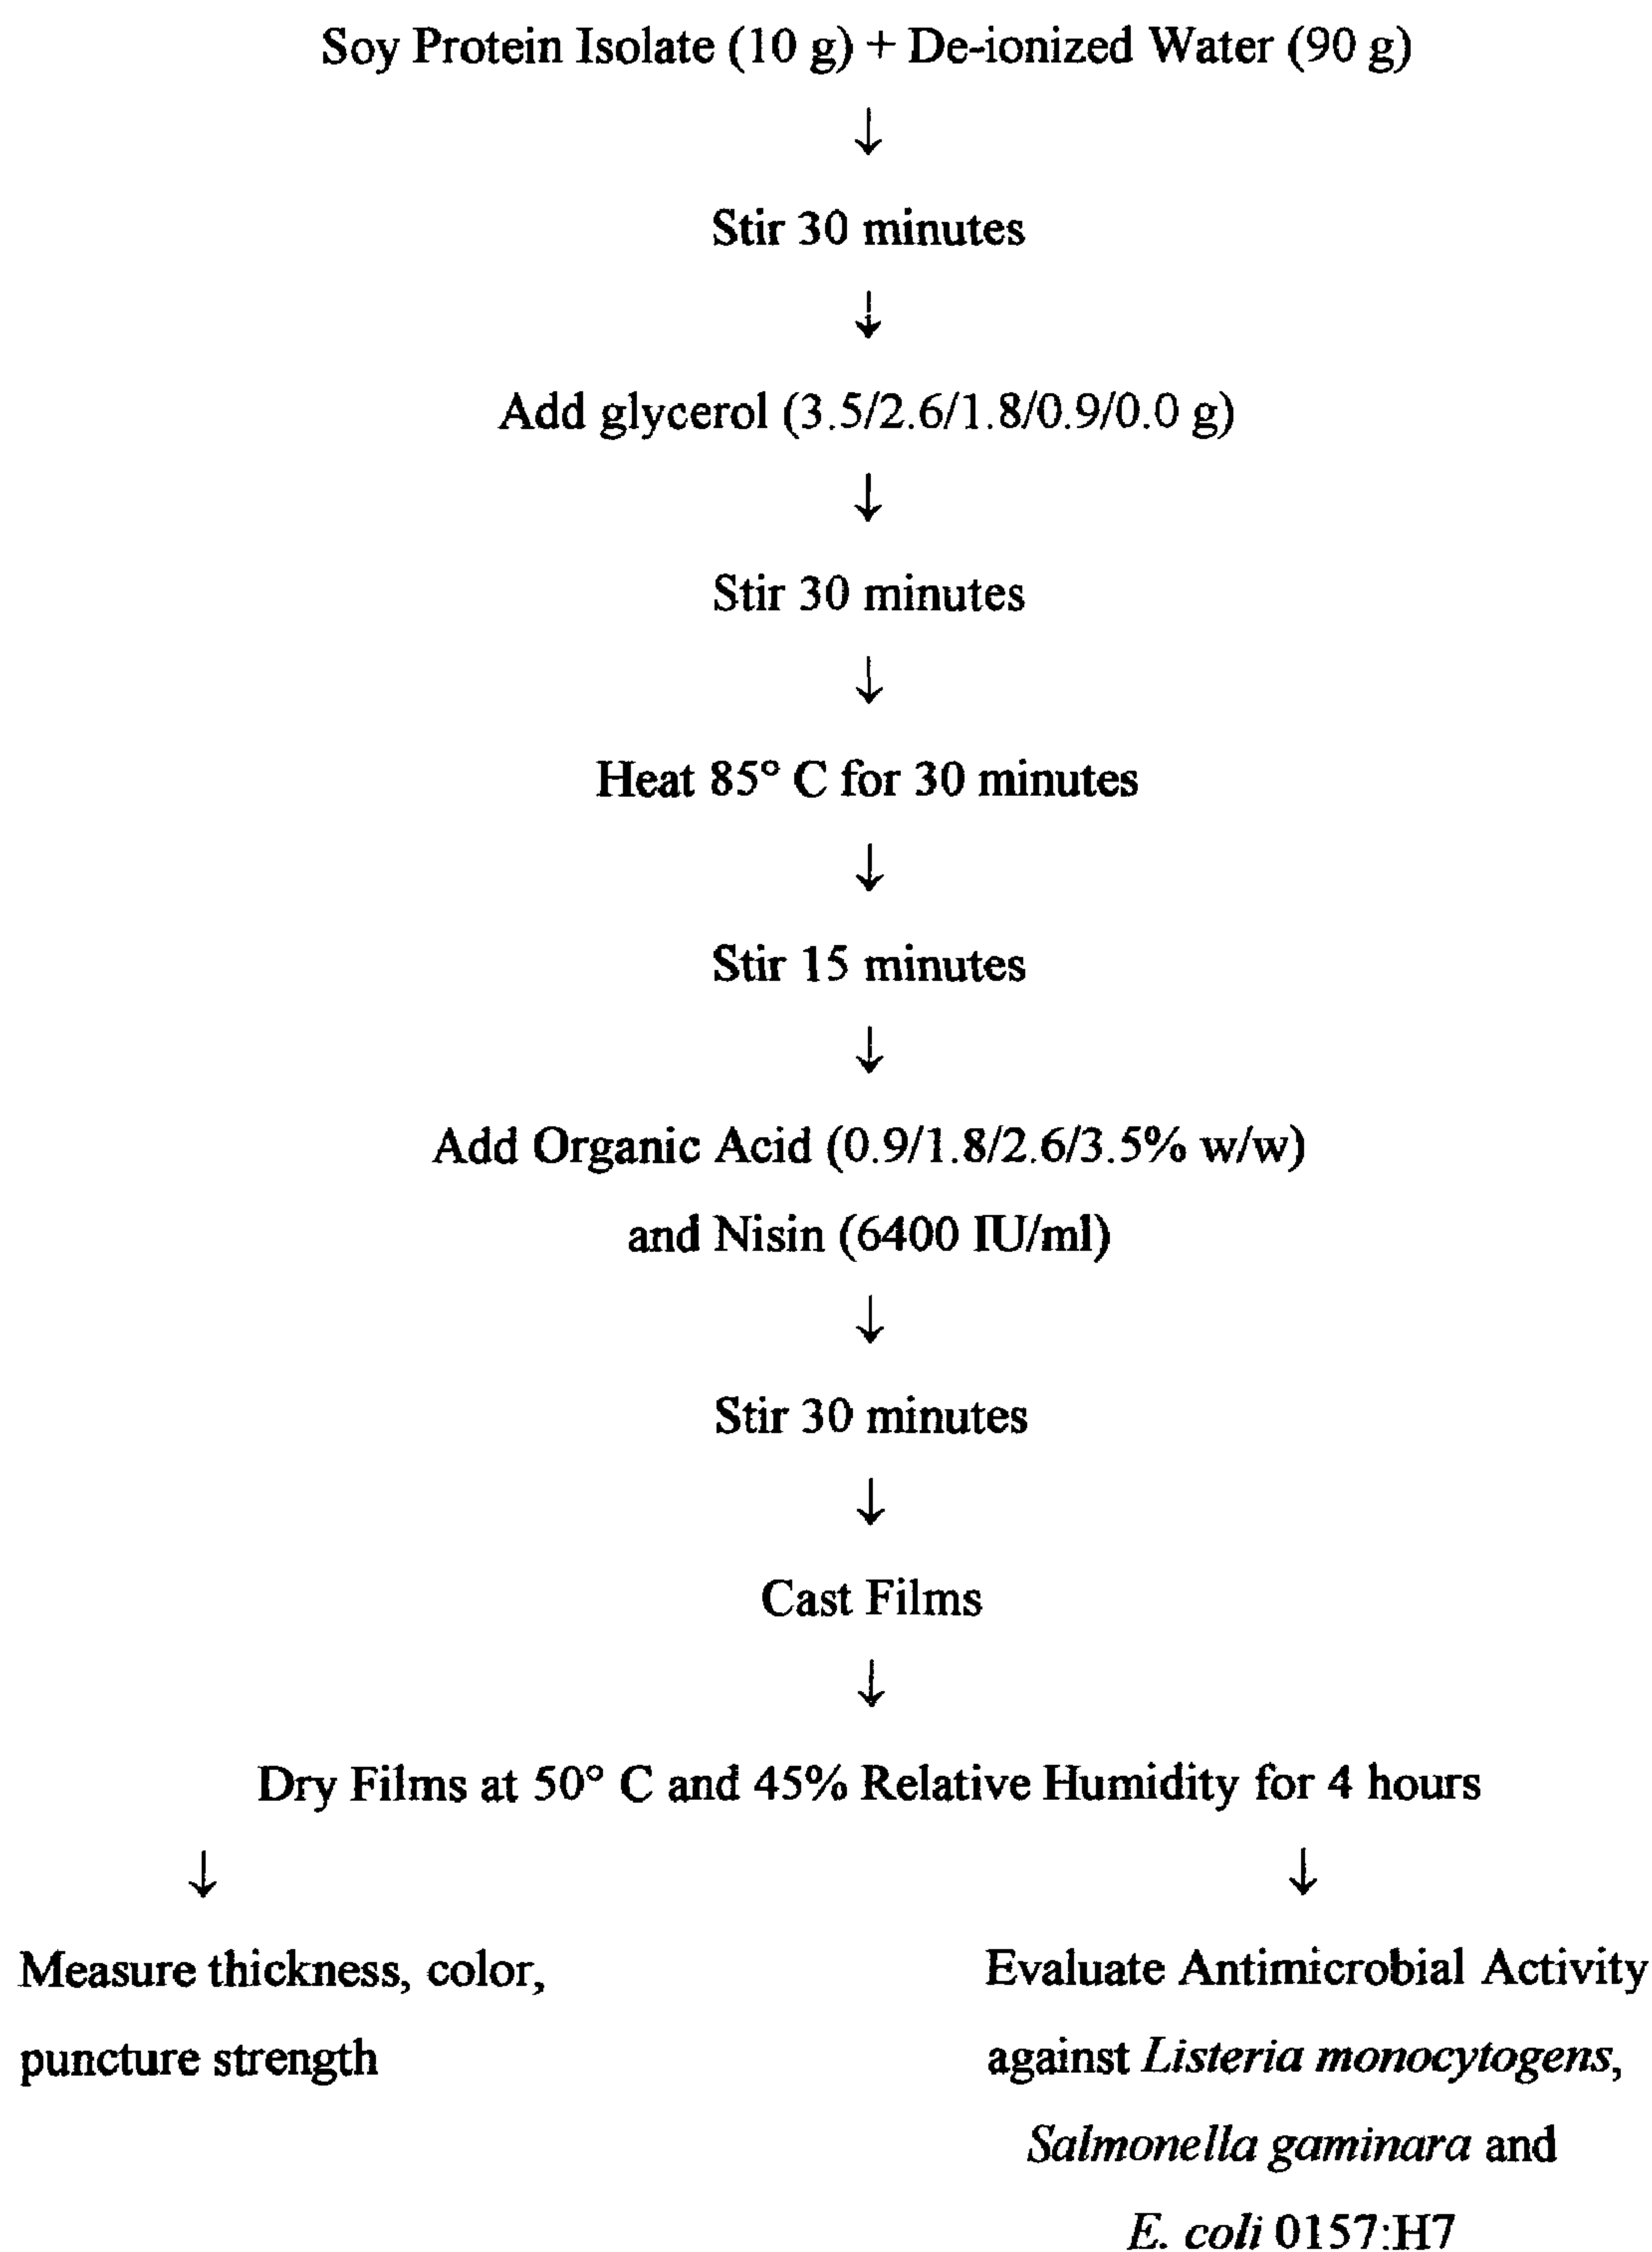 Soy Protein Isolate (10 g) + De-ionized Water (90 g)
↓
Stir 30 minutes
↓
Add glycerol (3.5/2.6/1.8/0.9/0.0 g)
↓
Stir 30 minutes
↓
Heat 85° C for 30 minutes
↓
Stir 15 minutes
↓
Add Organic Acid (0.9/1.8/2.6/3.5% w/w)
and Nisin (6400 IU/ml)
↓
Stir 30 minutes
↓
Cast Films
↓
Dry Films at 50° C and 45% Relative Humidity for 4 hours
↓ ↓
Measure thickness, color,
puncture strength
Evaluate Antimicrobial Activity
against Listeria monocytogens,
Salmonella gaminara and
E. coli 0157:H7